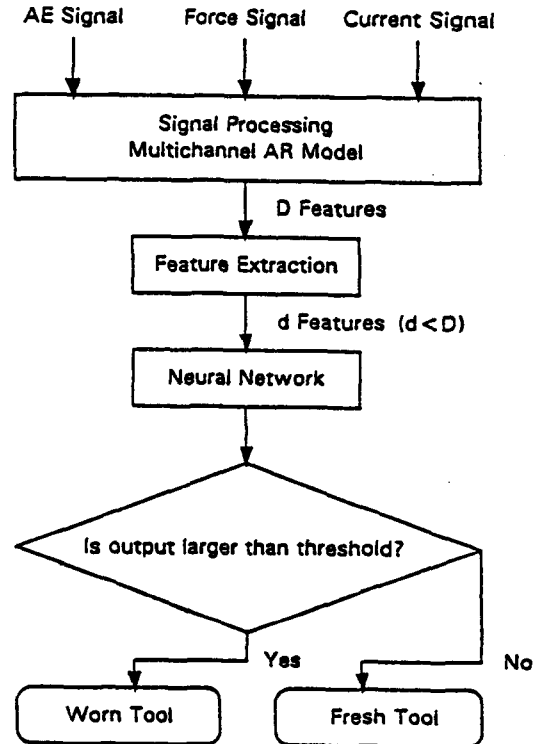 AE Signal
Force Signal
Current Signal
Signal Processing
Multichannel AR Model
D Features
Feature Extraction
d Features (d<D)
Neural Network
Is output larger than threshold?
Yes
No
Worn Tool
Fresh Tool